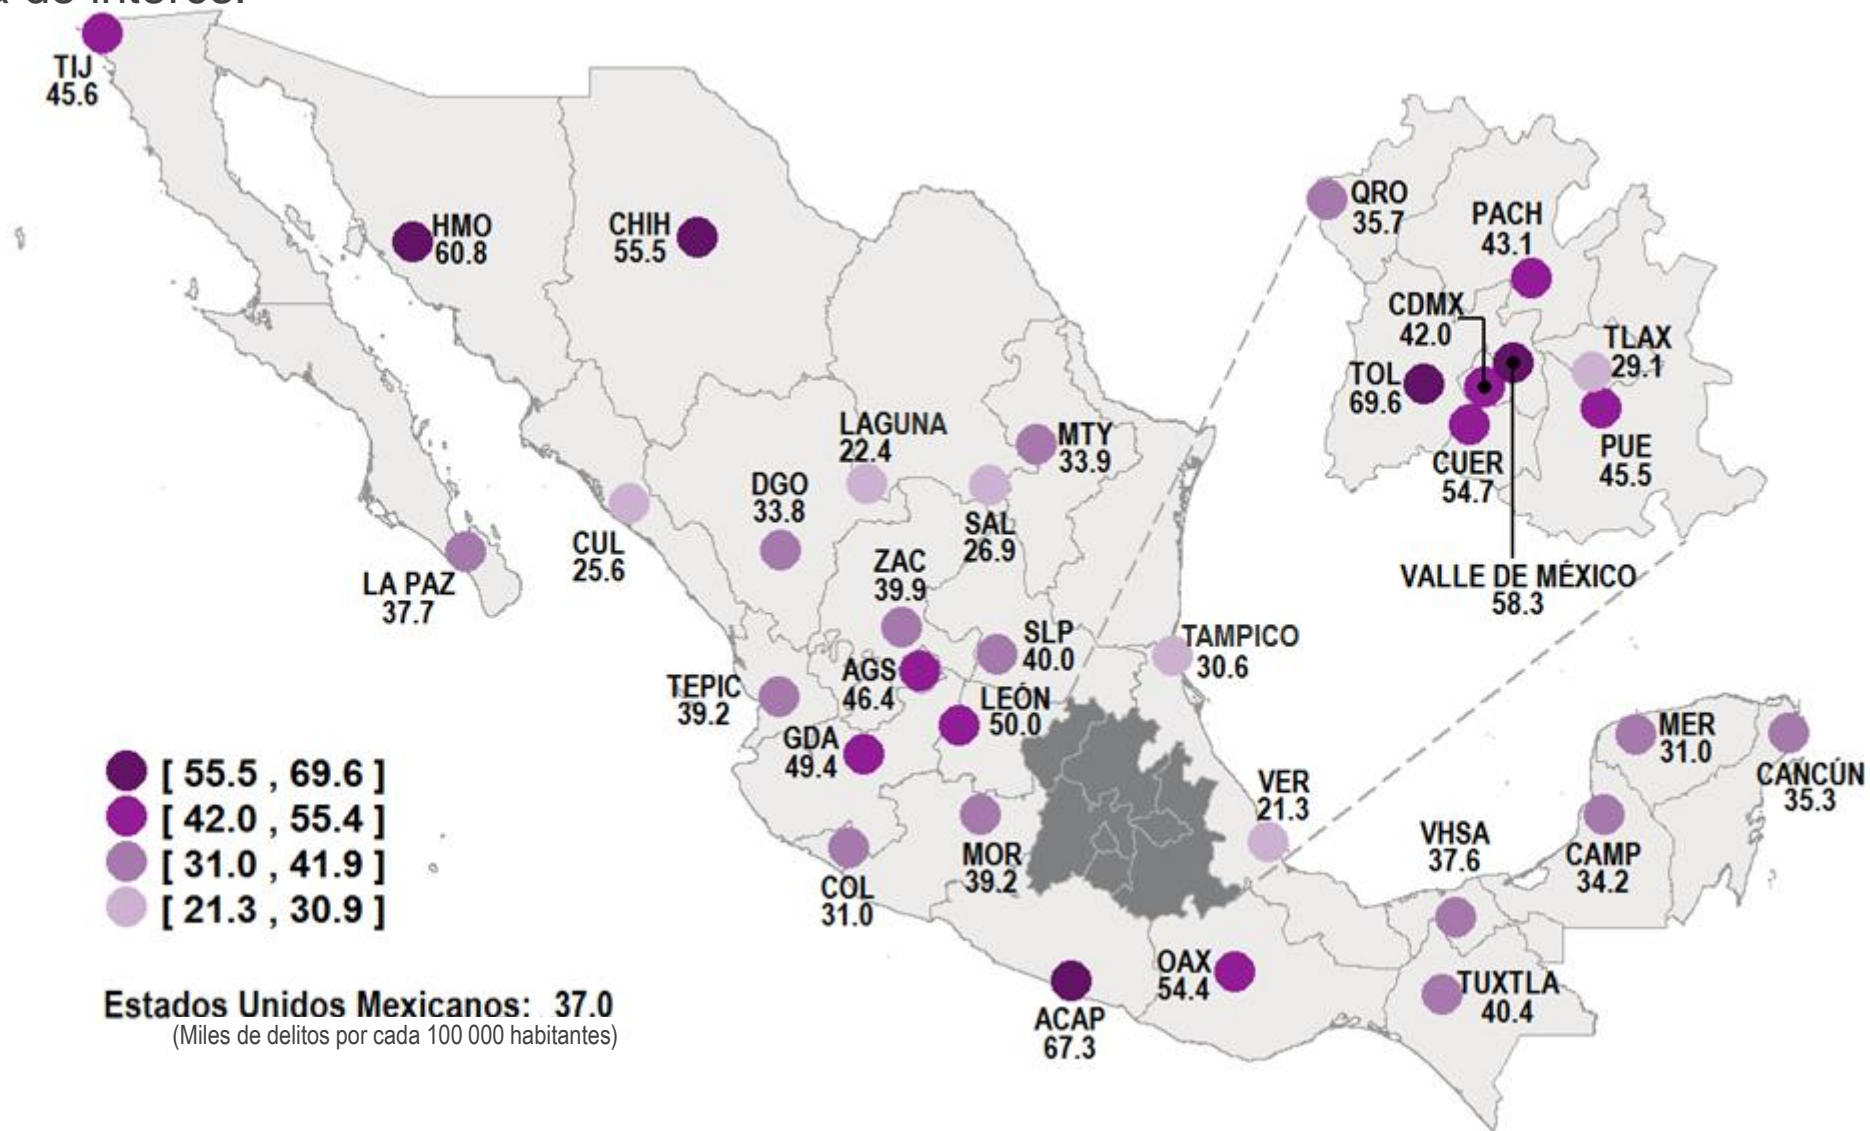 de interés.
TIJ
45.6
HMO
60.8
CHIH
55.5
QRO
35.7
PACH
43.1
CDMX
42.0
TLAX
29.1
TOL
69.6
CUER
54.7
PUE
45.5
VALLE DE MÉXICO
58.3
LAGUNA
22.4
MTY
33.9
DGO
33.8
SAL
26.9
CUL
25.6
LA PAZ
37.7
ZAC
39.9
SLP
40.0
TAMPICO
30.6
AGS
46.4
TEPIC
39.2
LEÓN
50.0
GDA
49.4
MER
31.0
CANCÚN
35.3
VER
21.3
VHSA
37.6
CAMP
34.2
MOR
39.2
COL
31.0
OAX
54.4
TUXTLA
40.4
ACAP
67.3
[ 55.5 , 69.6 ]
[ 42.0 , 55.4 ]
[ 31.0 , 41.9 ]
[ 21.3 , 30.9 ]
Estados Unidos Mexicanos: 37.0
(Miles de delitos por cada 100 000 habitantes)